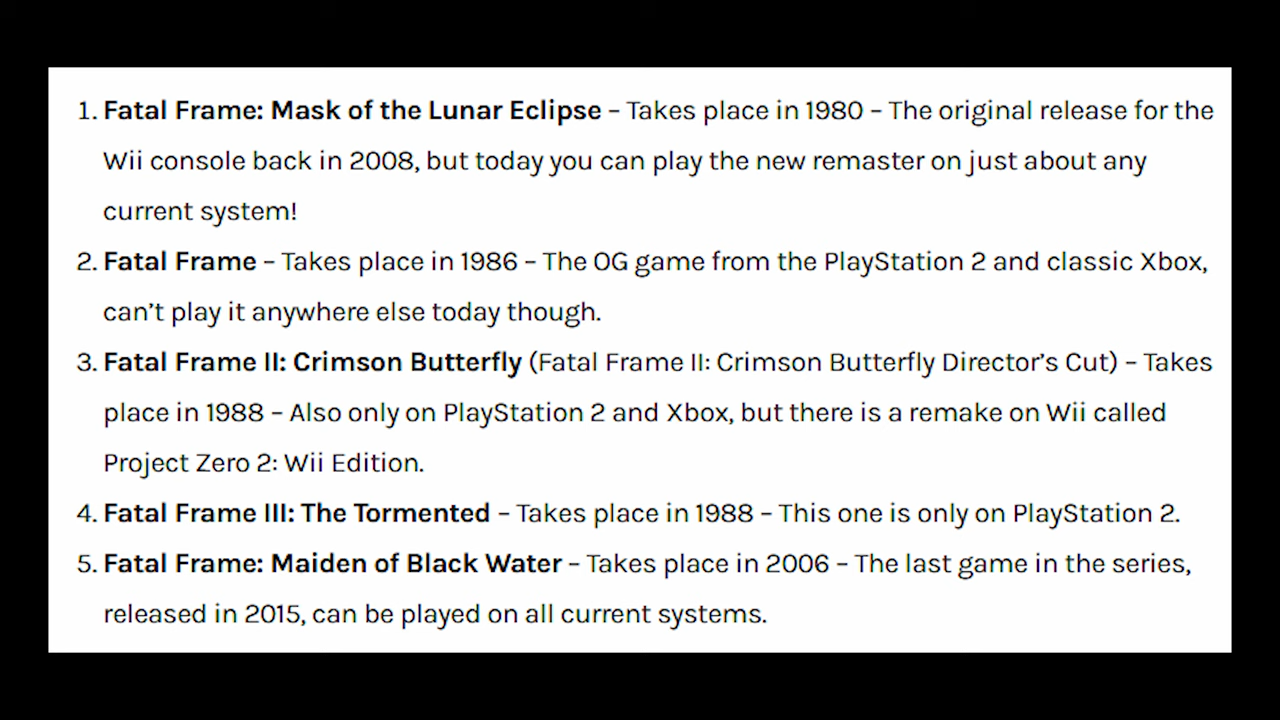 1. Fatal Frame: Mask of the Lunar Eclipse – Takes place in 1980 – The original release for the
Wii console back in 2008, but today you can play the new remaster on just about any
current system!
2. Fatal Frame – Takes place in 1986 – The OG game from the PlayStation 2 and classic Xbox,
can't play it anywhere else today though.
3. Fatal Frame II: Crimson Butterfly (Fatal Frame II: Crimson Butterfly Director's Cut) – Takes
place in 1988 – Also only on PlayStation 2 and Xbox, but there is a remake on Wii called
Project Zero 2: Wii Edition.
4. Fatal Frame III: The Tormented – Takes place in 1988 – This one is only on PlayStation 2.
5. Fatal Frame: Maiden of Black Water – Takes place in 2006 – The last game in the series,
released in 2015, can be played on all current systems.